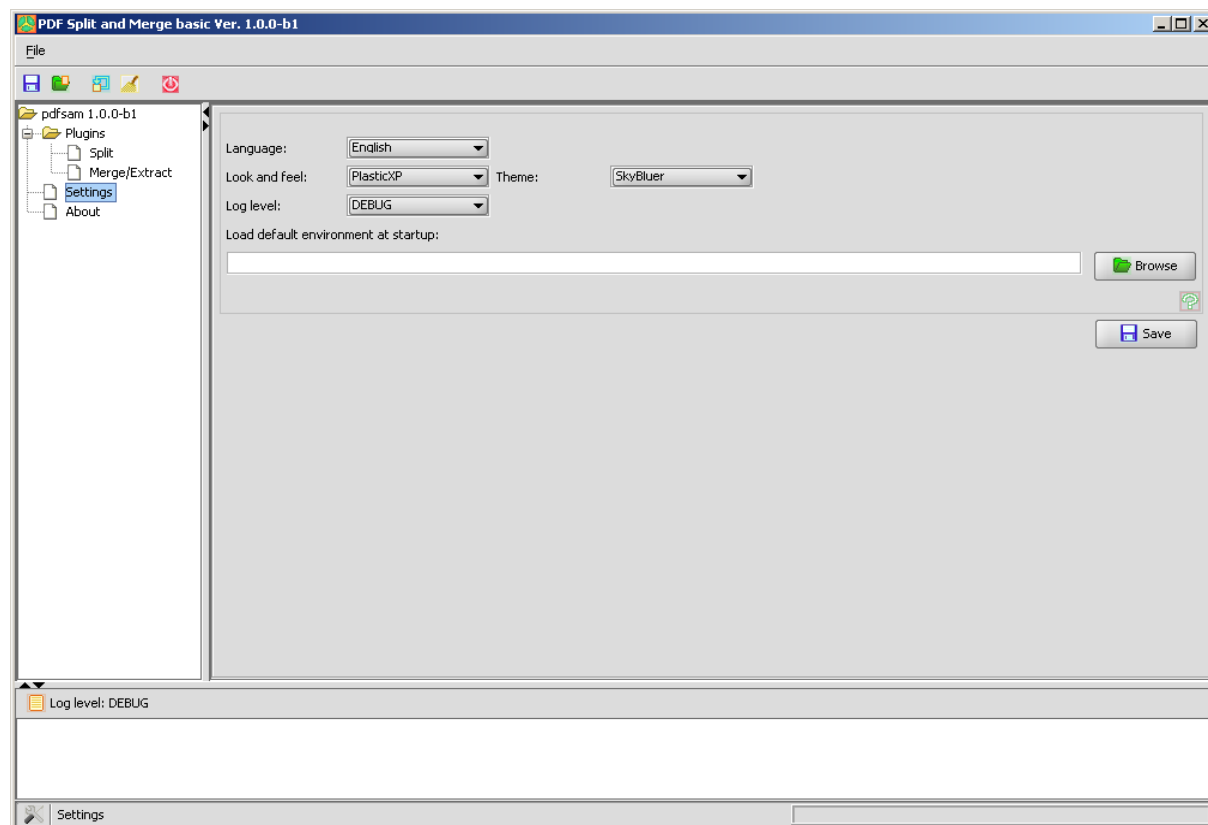 PDF Split and Merge basic Ver. 1.0.0-b1
File
pdfsam 1.0.0-b1
Plugins
Split
Merge/Extract
Settings
About
Language: English
Look and feel: PlasticXP Theme: SkyBluer
Log level: DEBUG
Load default environment at startup:
Browse
Save
Log level: DEBUG
Settings